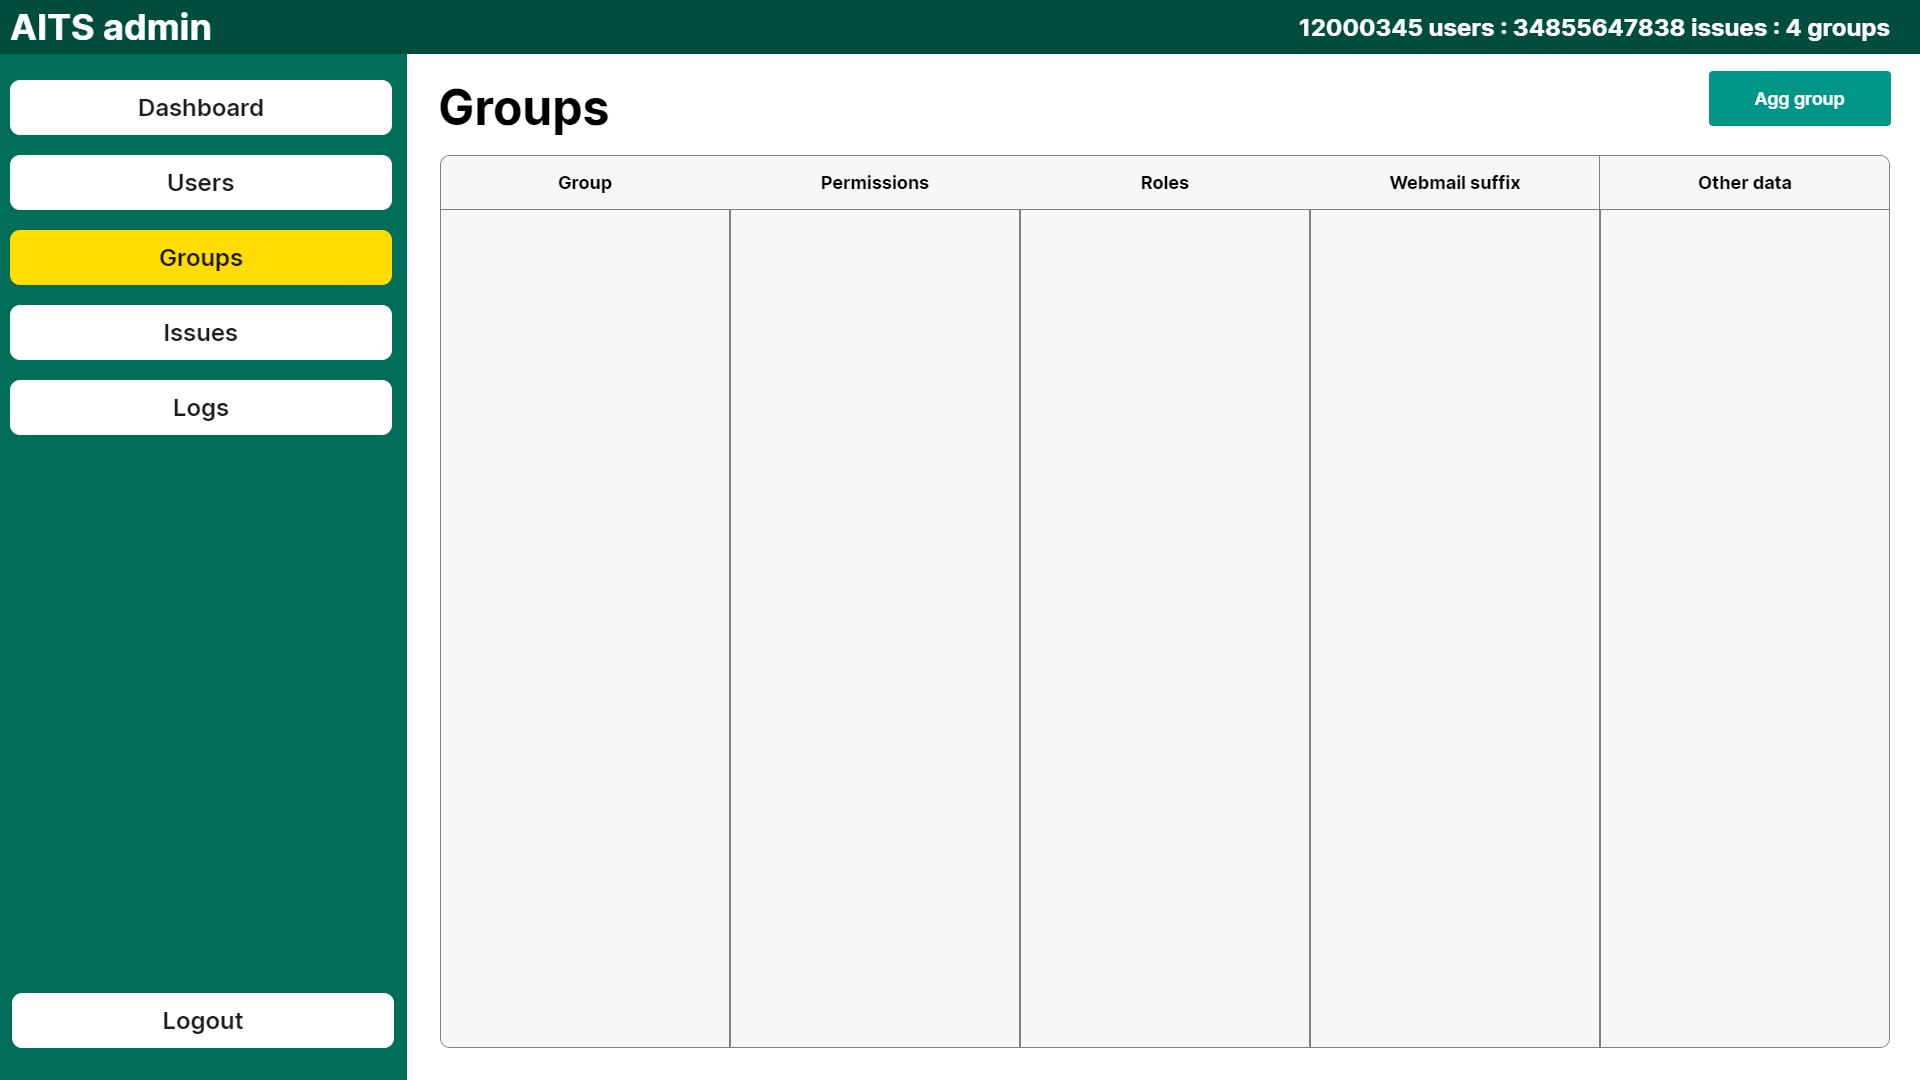 AITS admin
12000345 users : 34855647838 issues : 4 groups
Dashboard
Users
Groups
Issues
Logs
Logout
Groups
Agg group
Group
Permissions
Roles
Webmail suffix
Other data